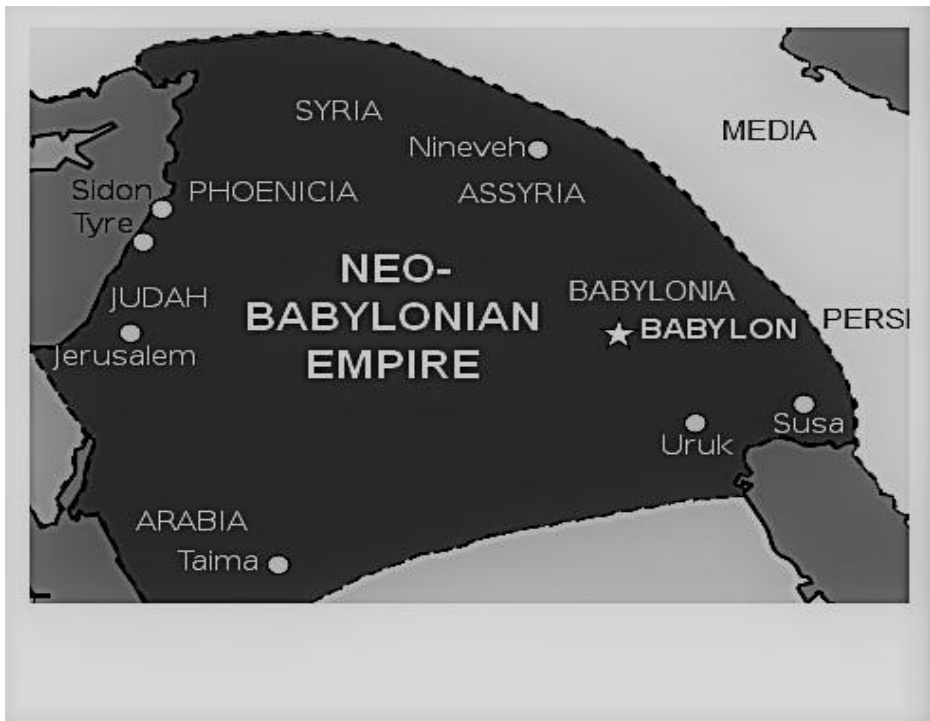 SYRIA
MEDIA
Nineveh
Sidon
PHOENICIA
ASSYRIA
Tyre
NEO-
BABYLONIAN
EMPIRE
JUDAH
BABYLONIA
BABYLON
PERSI
Jerusalem
Susa
Uruk
ARABIA
Taima